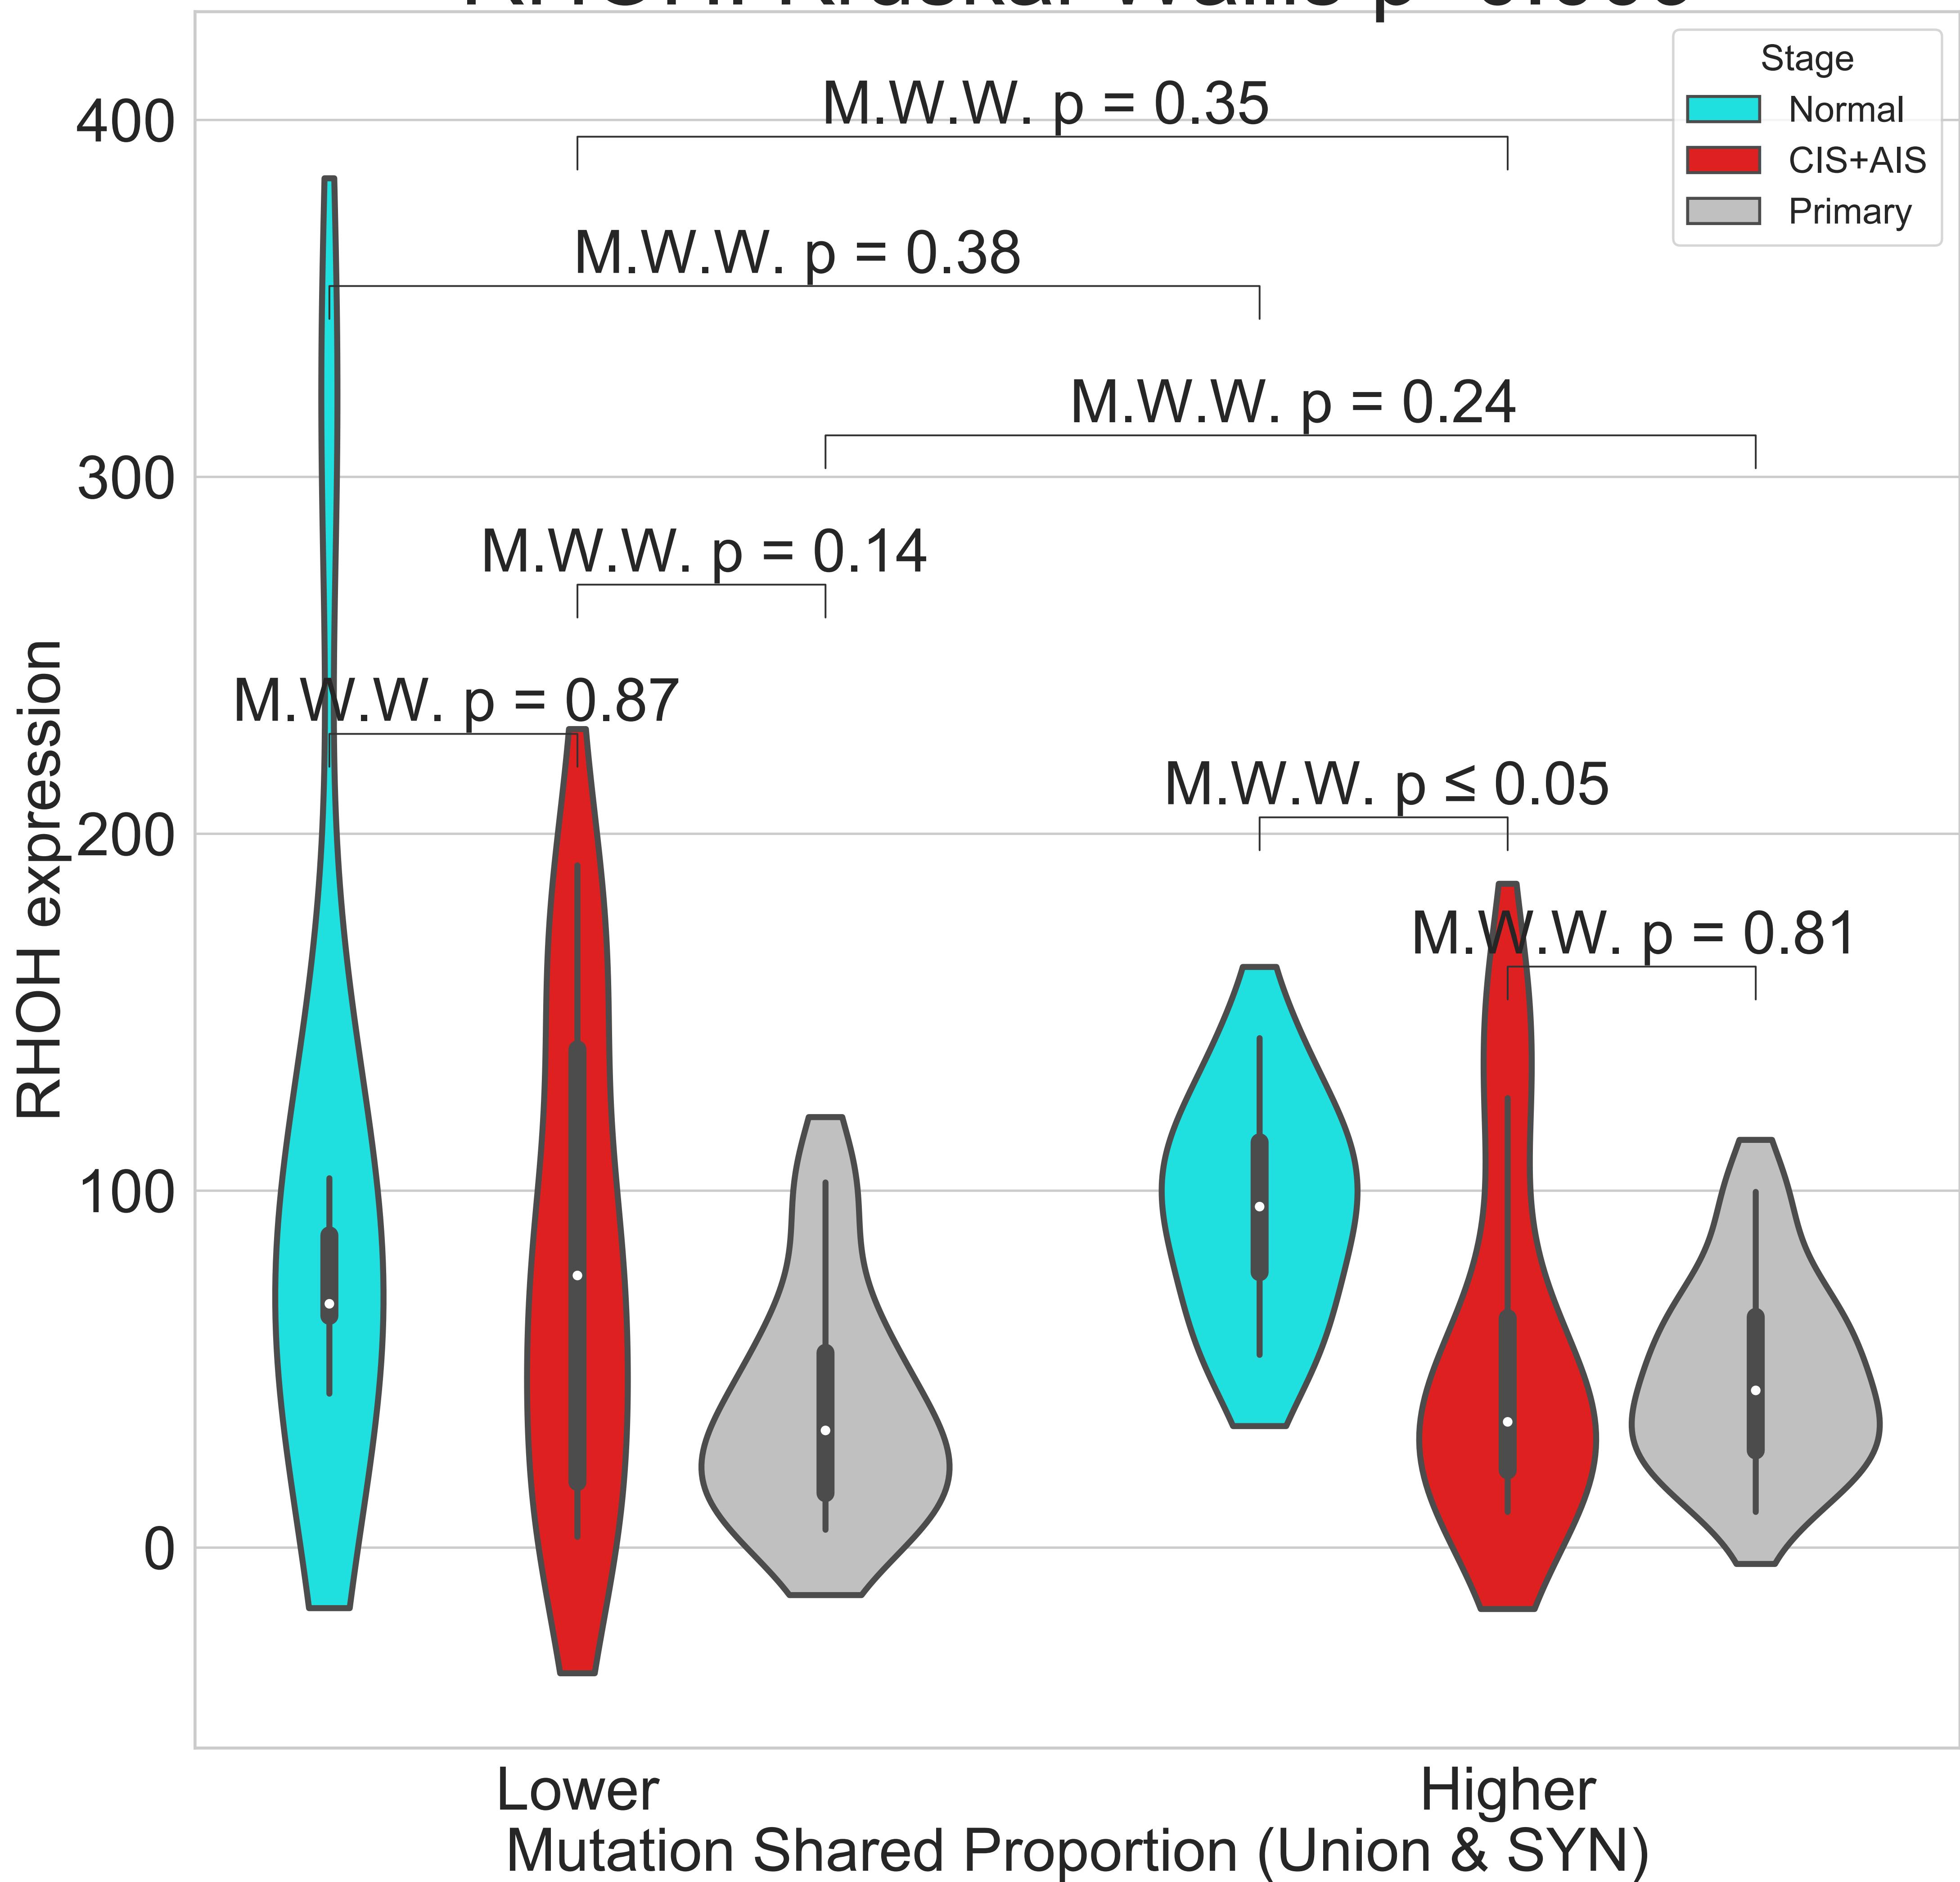 Stage
Normal
CIS+AIS
Primary
M.W.W. p = 0.35
M.W.W. p = 0.38
M.W.W. p = 0.24
M.W.W. p = 0.14
M.W.W. p = 0.87
M.W.W. p ≤ 0.05
M.W.W. p = 0.81
400
300
200
100
0
RHOH expression
Lower
Higher
Mutation Shared Proportion (Union & SYN)